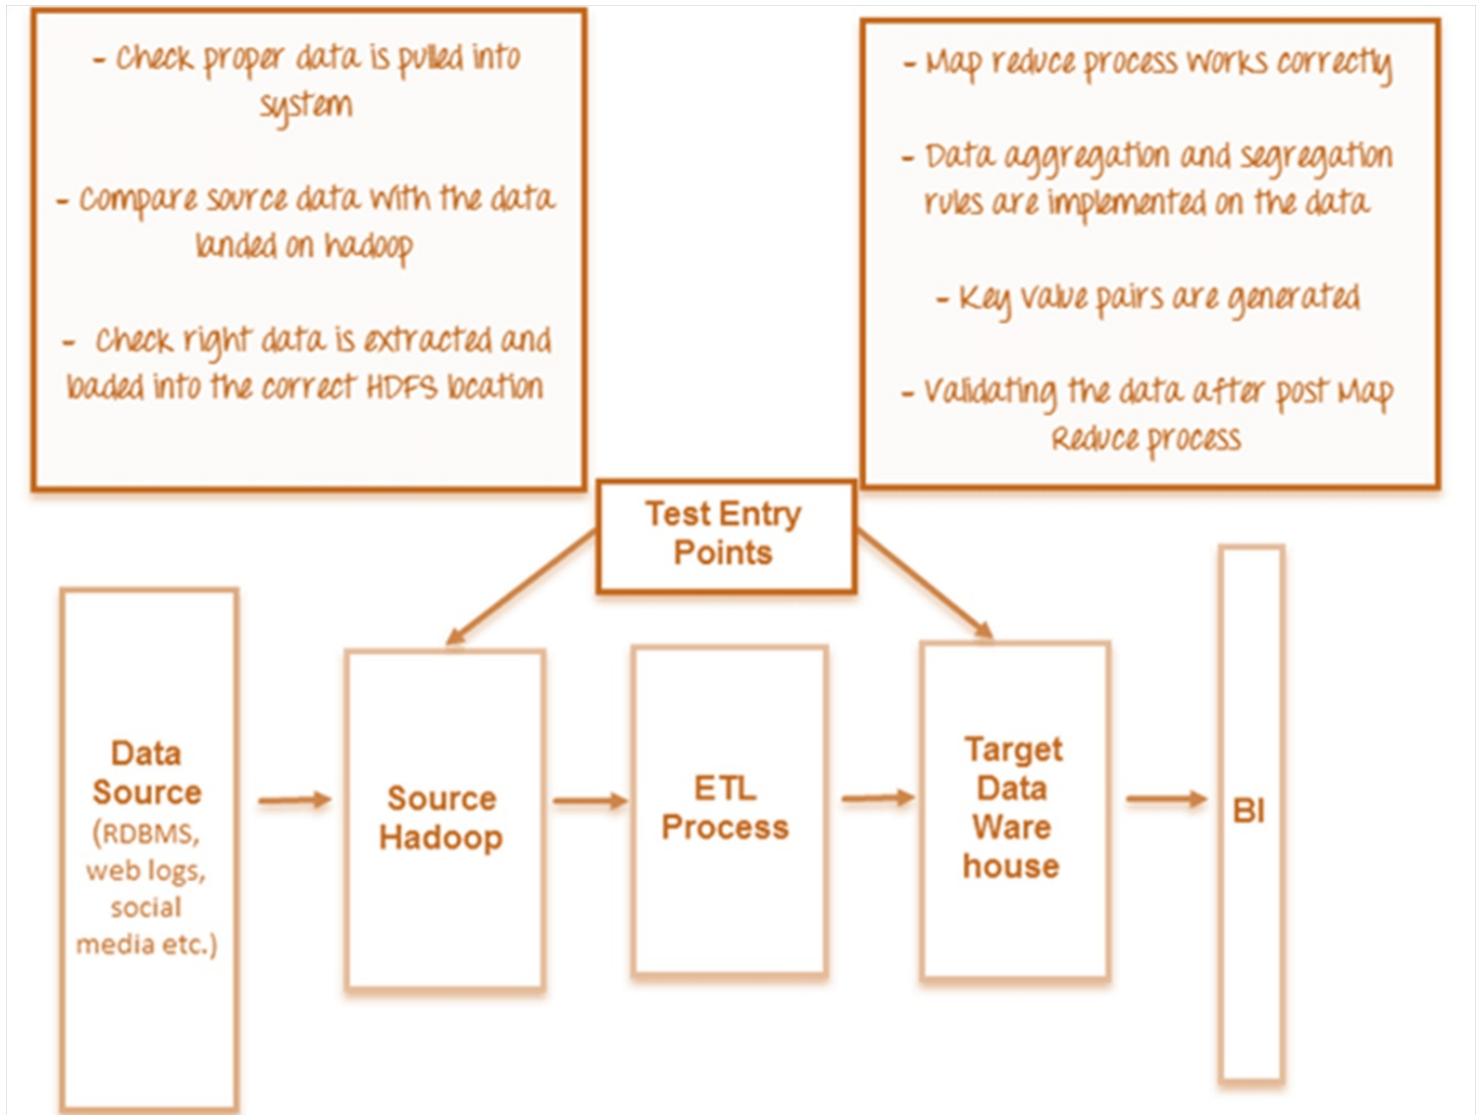 - Check proper data is pulled into
system
- Compare source data with the data
landed on hadoop
- Check right data is extracted and
loaded into the correct HDFS location
- Map reduce process works correctly
- Data aggregation and segregation
rules are implemented on the data
- Key value pairs are generated
- Validating the data after post Map
Reduce process
Test Entry
Points
Data
Source
(RDBMS,
web logs,
social
media etc.)
Source
Hadoop
ETL
Process
Target
Data
Ware
house
BI